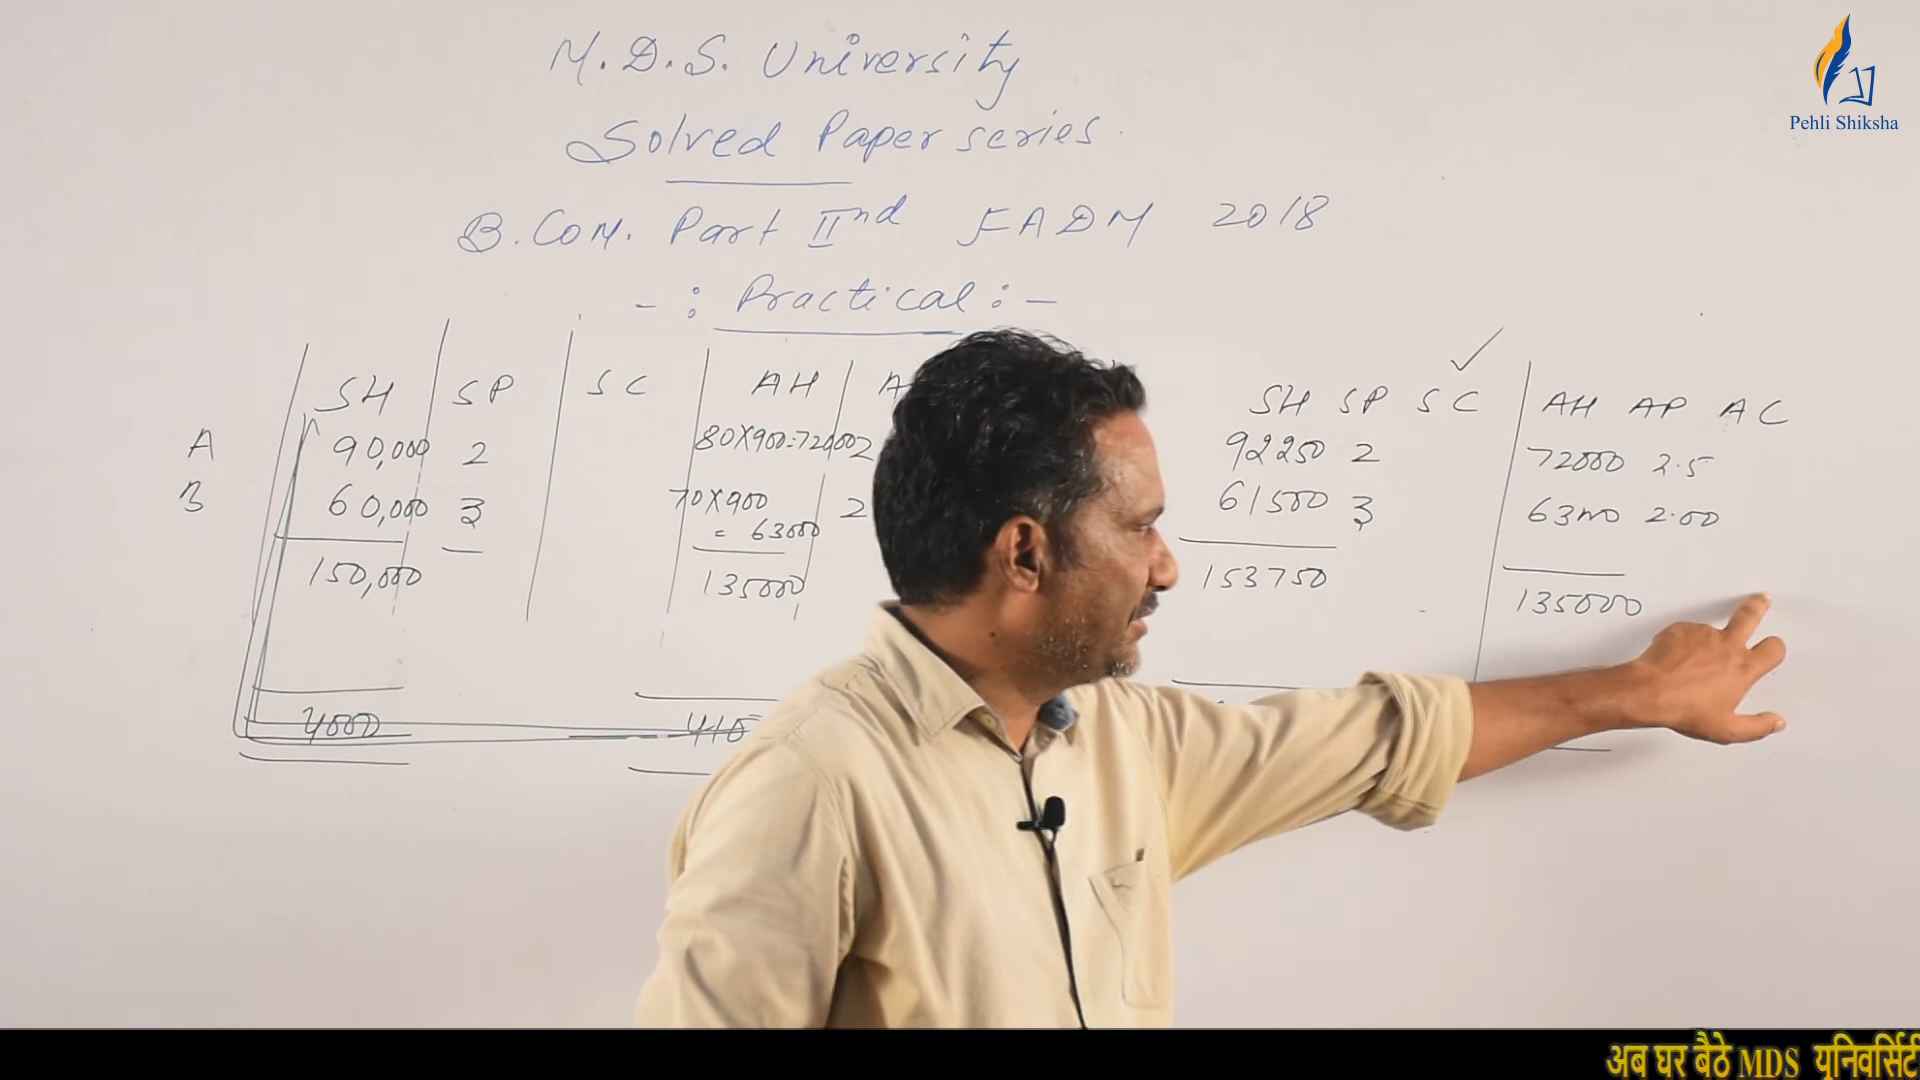 M.D.S. University
Solved Paper series
B. Com. Part IInd EADM 2018
-: Practical :-
SH SP SC AH
A 90,000 2 80X900=72000 2
B 60,000 3 70X900 2
= 63000
150,000 135000
4000 410
SH SP SC AH AP AC
92250 2 72000 2.5
61500 3 63000 2.00
153750 135000
Pehli Shiksha
अब घर बैठे MDS यूनिवर्सिटी